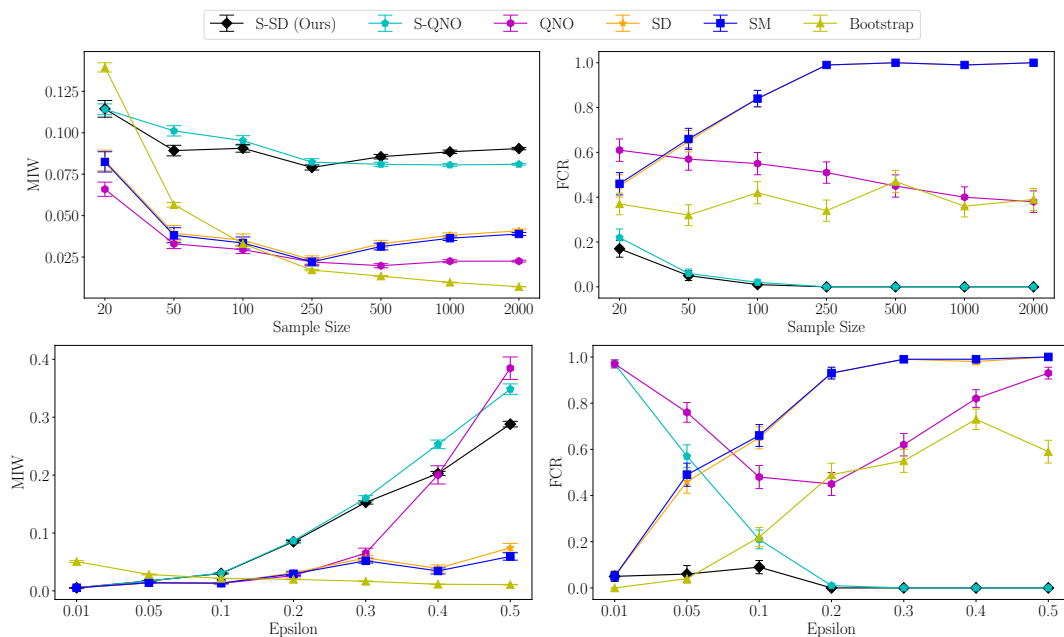 S-SD (Ours) S-QNO QNO SD SM Bootstrap
MIW
0.125
0.100
0.075
0.050
0.025
20 50 100 250 500 1000 2000
Sample Size
FCR
1.0
0.8
0.6
0.4
0.2
0.0
20 50 100 250 500 1000 2000
Sample Size
MIW
0.4
0.3
0.2
0.1
0.0
0.01 0.05 0.1 0.2 0.3 0.4 0.5
Epsilon
FCR
1.0
0.8
0.6
0.4
0.2
0.0
0.01 0.05 0.1 0.2 0.3 0.4 0.5
Epsilon